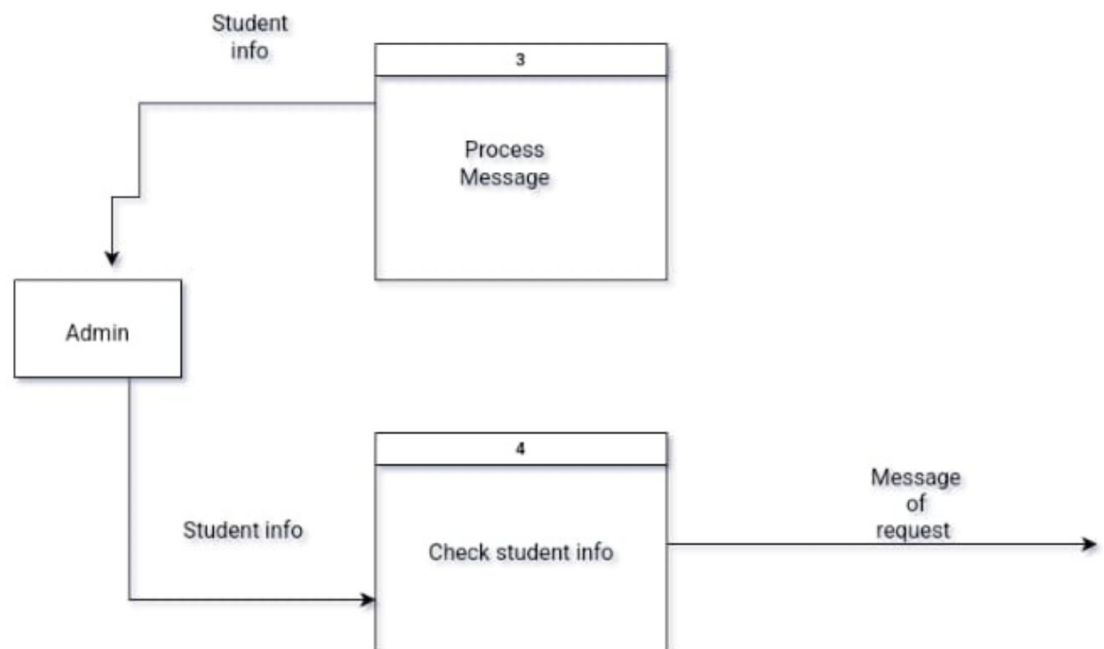 Student
info
3
Process
Message
Admin
4
Student info
Check student info
Message
of
request